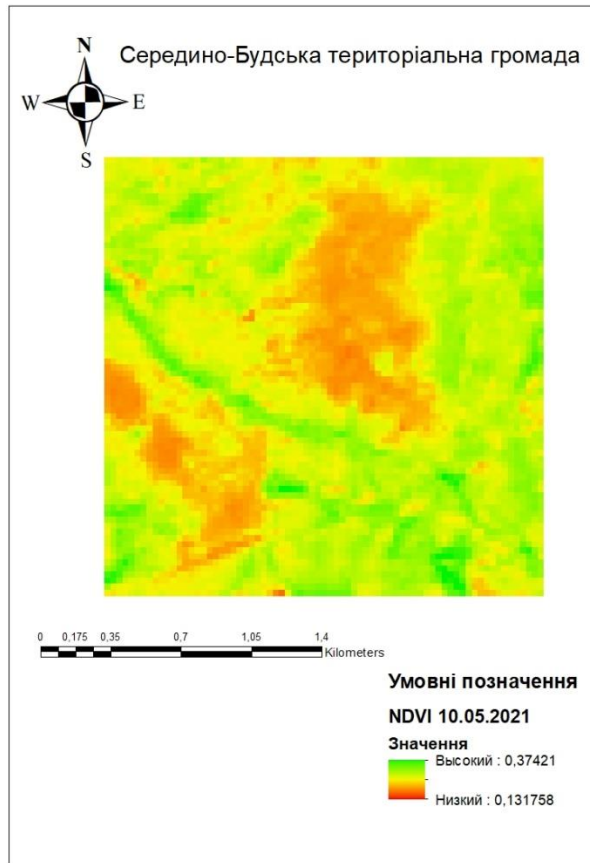 N
Середино-Будська територіальна громада
W
E
S
0 0,175 0,35 0,7 1,05 1,4
Kilometers
Умовні позначення
NDVI 10.05.2021
Значення
Высокий : 0,37421
Низкий : 0,131758